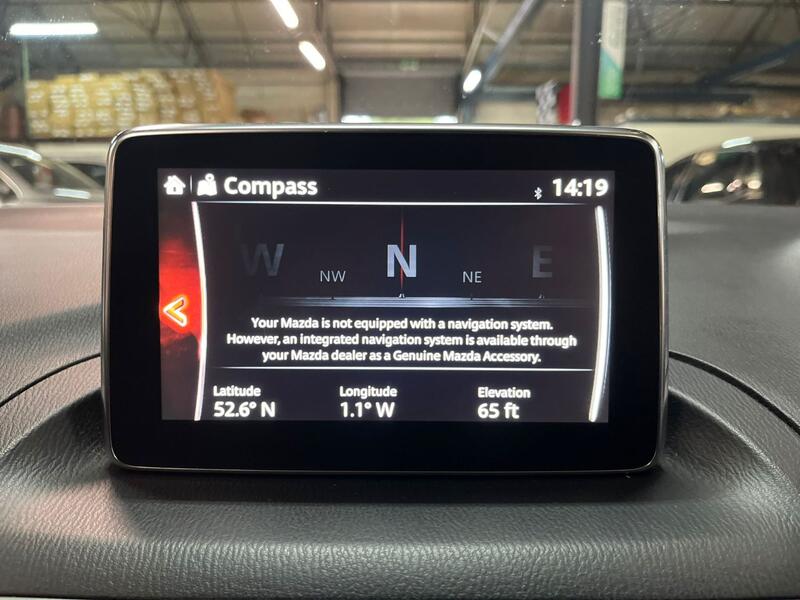 Compass 14:19
W NW N NE E
Your Mazda is not equipped with a navigation system.
However, an integrated navigation system is available through
your Mazda dealer as a Genuine Mazda Accessory.
Latitude Longitude Elevation
52.6° N 1.1° W 65 ft